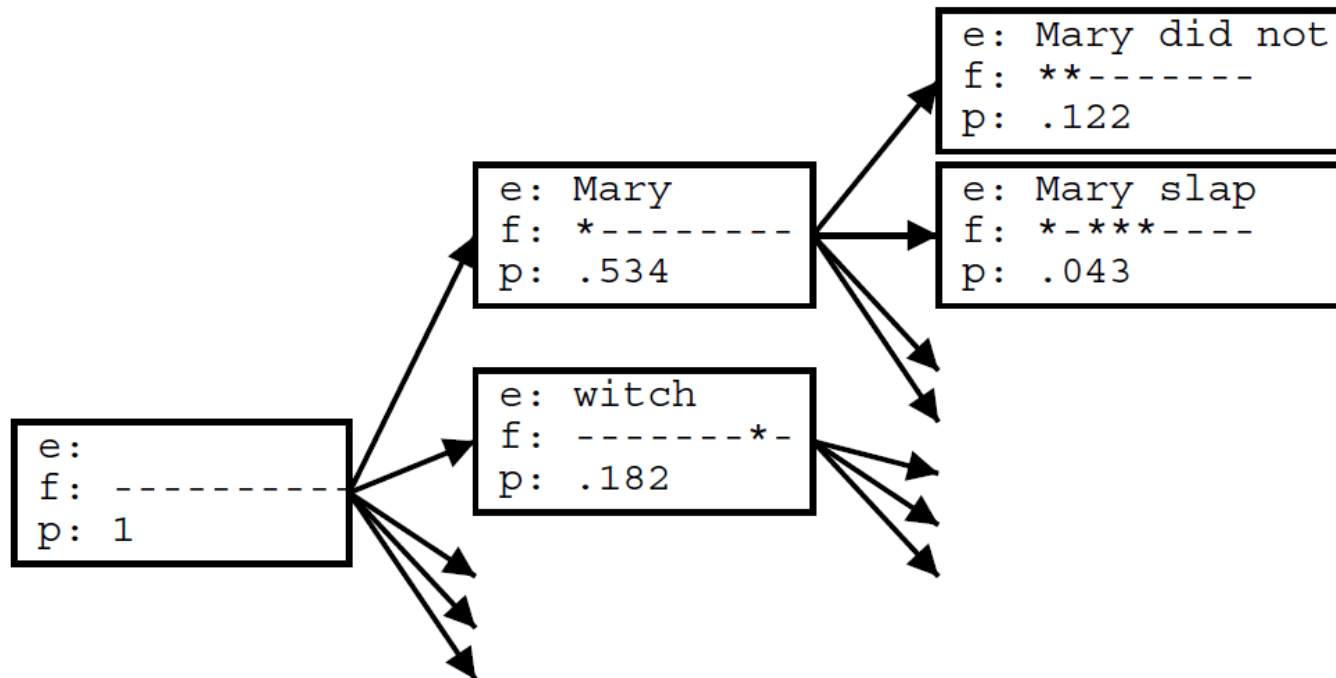 e: Mary did not
f: **-------
p: .122
e: Mary
f: *--------
p: .534
e: Mary slap
f: *-***----
p: .043
e: witch
f: -------*-
p: .182
e:
f: ----------
p: 1